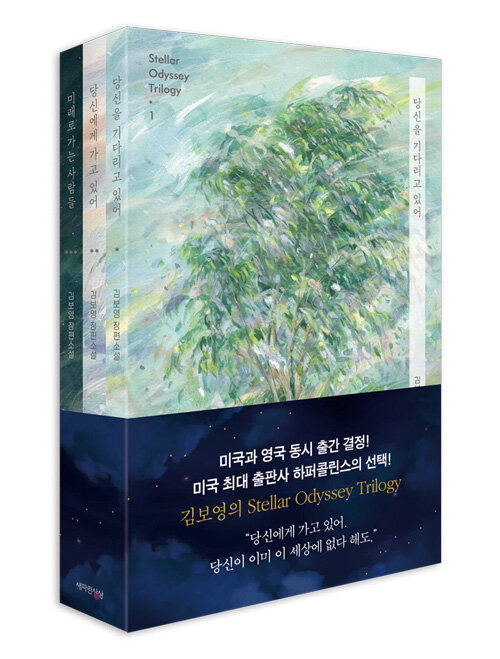 Stellar
Odyssey
Trilogy
1
당신을 기다리고 있어
미래로 가는 사람들
김보영 장편소설
당신에게 가고 있어
김보영 장편소설
당신을 기다리고 있어
김보영 장편소설
미국과 영국 동시 출간 결정!
미국 최대 출판사 하퍼콜린스의 선택!
김보영의 Stellar Odyssey Trilogy
“당신에게 가고 있어.
당신이 이미 이 세상에 없다 해도.”
새파란상상